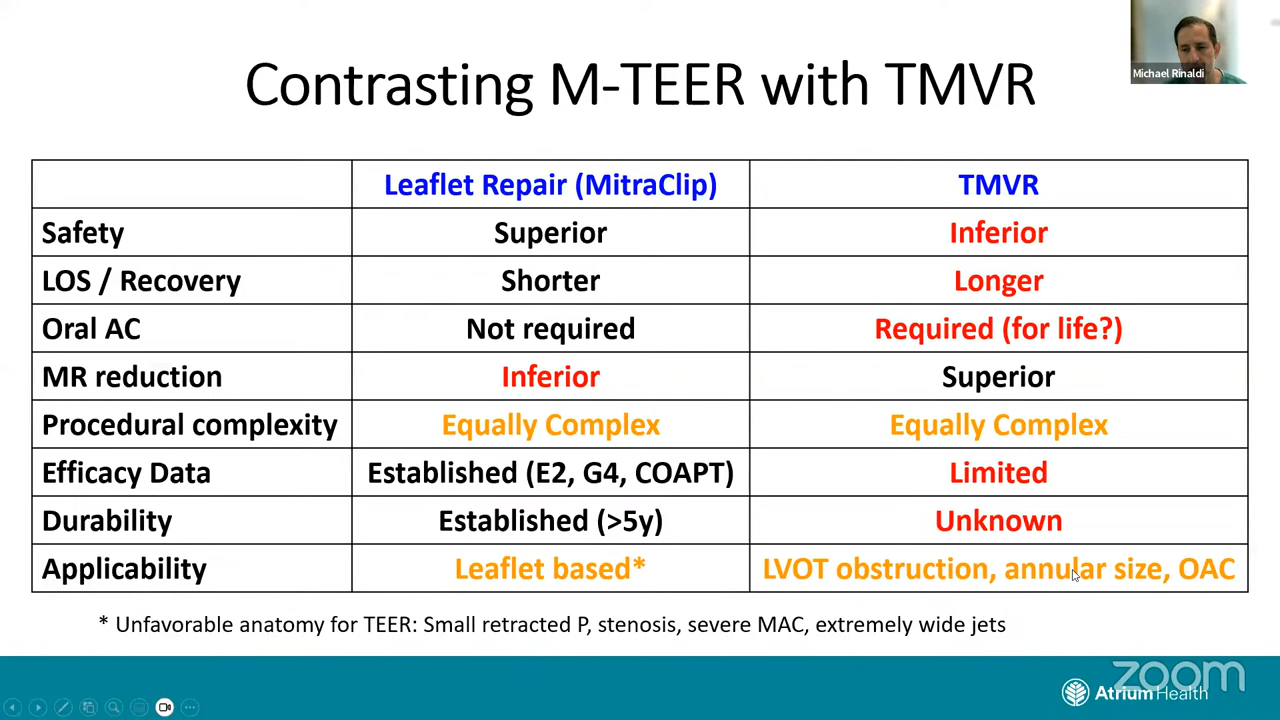 Michael Rinaldi
Contrasting M-TEER with TMVR
Leaflet Repair (MitraClip) TMVR
Safety Superior Inferior
LOS / Recovery Shorter Longer
Oral AC Not required Required (for life?)
MR reduction Inferior Superior
Procedural complexity Equally Complex Equally Complex
Efficacy Data Established (E2, G4, COAPT) Limited
Durability Established (>5y) Unknown
Applicability Leaflet based* LVOT obstruction, annular size, OAC
* Unfavorable anatomy for TEER: Small retracted P, stenosis, severe MAC, extremely wide jets
zoom
Atrium Health